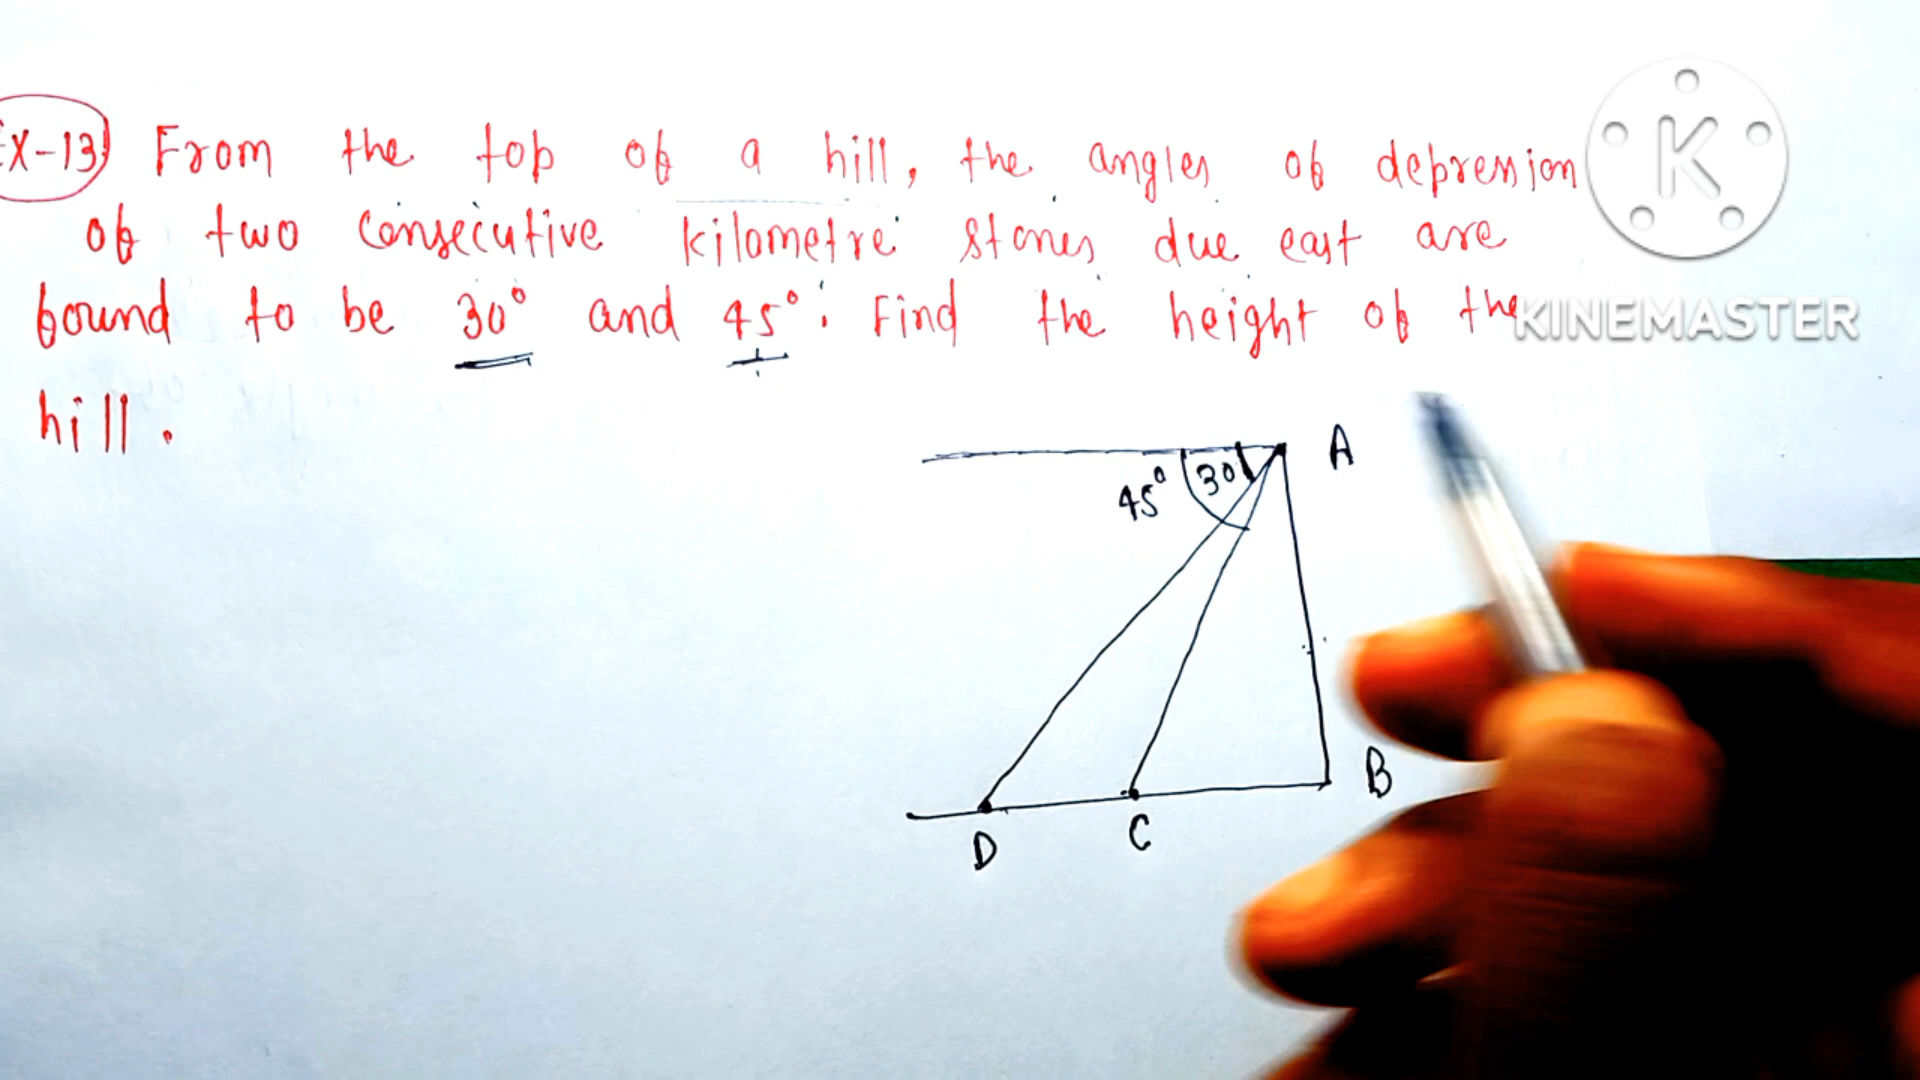 EX-13) From the top of a hill, the angles of depression
of two consecutive kilometre stones due east are
found to be 30° and 45°. Find the height of the
hill.
K
KINEMASTER
A
45° 30
B
D C